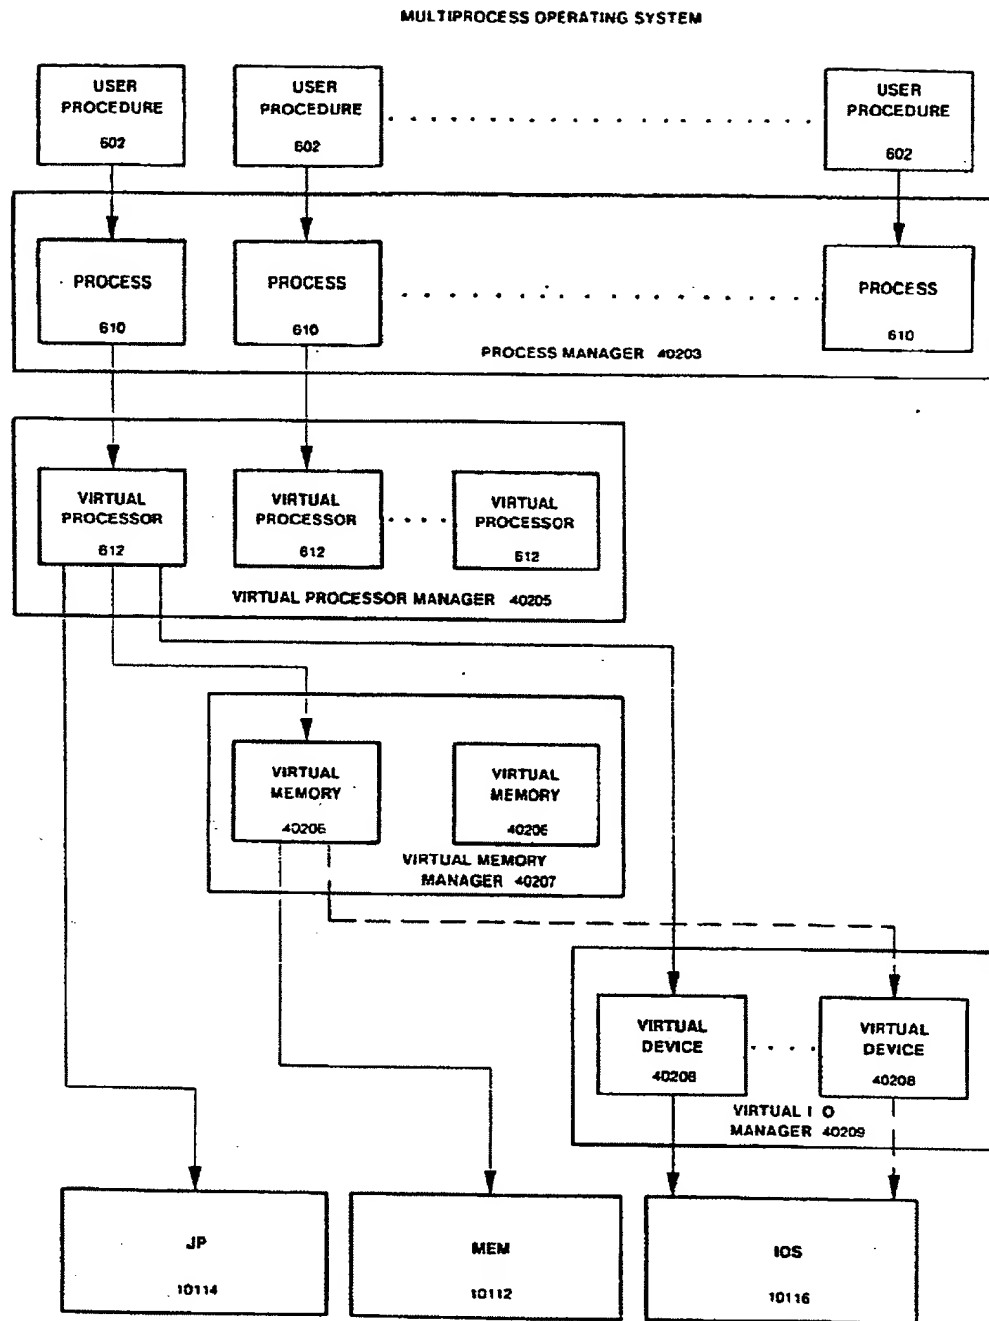 MULTIPROCESS OPERATING SYSTEM
USER
PROCEDURE
602
USER
PROCEDURE
602
USER
PROCEDURE
602
PROCESS
610
PROCESS
610
PROCESS
610
PROCESS MANAGER 40203
VIRTUAL
PROCESSOR
612
VIRTUAL
PROCESSOR
612
VIRTUAL
PROCESSOR
612
VIRTUAL PROCESSOR MANAGER 40205
VIRTUAL
MEMORY
40206
VIRTUAL
MEMORY
40206
VIRTUAL MEMORY
MANAGER 40207
VIRTUAL
DEVICE
40208
VIRTUAL
DEVICE
40208
VIRTUAL I O
MANAGER 40209
JP
10114
MEM
10112
IOS
10116